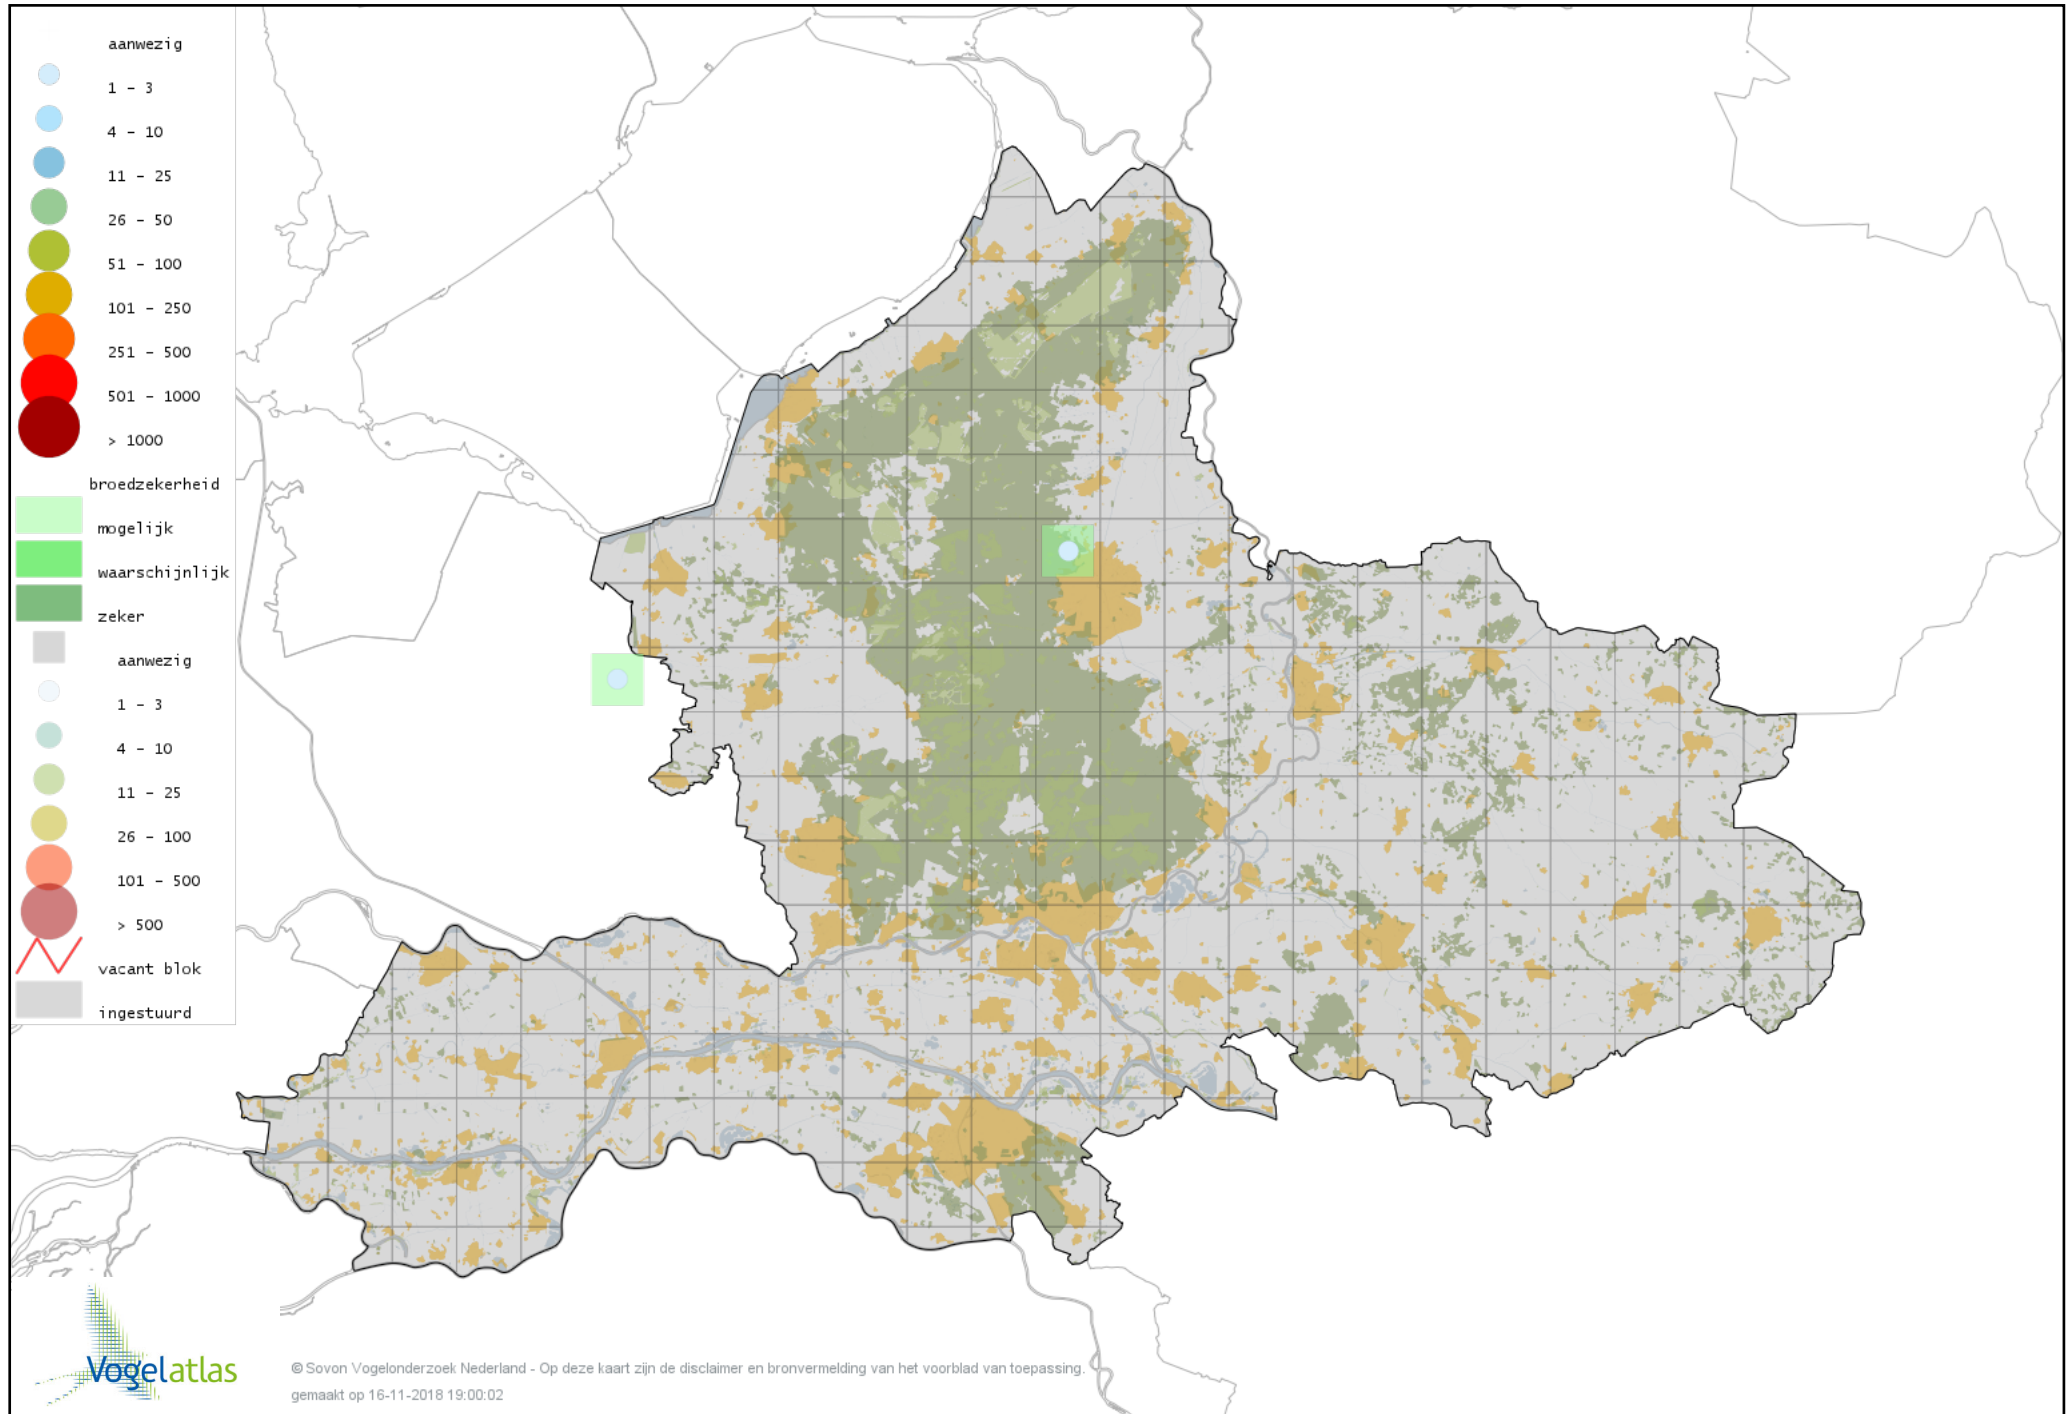 aanwezig
1 - 3
4 - 10
11 - 25
26 - 50
51 - 100
101 - 250
251 - 500
501 - 1000
> 1000
broedzekerheid
mogelijk
waarschijnlijk
zeker
aanwezig
1 - 3
4 - 10
11 - 25
26 - 100
101 - 500
> 500
vacant blok
ingestuurd
Vogelatlas
© Sovon Vogelonderzoek Nederland - Op deze kaart zijn de disclaimer en bronvermelding van het voorblad van toepassing.
gemaakt op 16-11-2018 19:00:02